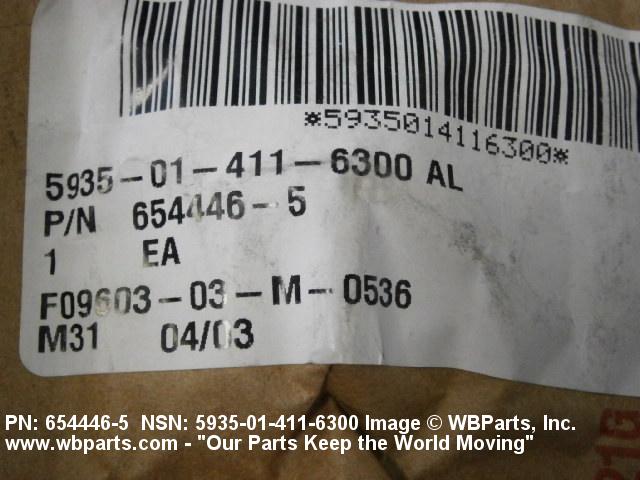 *5935014116300*
5935-01-411-6300 AL
P/N 654446-5
1 EA
F09603-03-M-0536
M31 04/03
PN: 654446-5 NSN: 5935-01-411-6300 Image © WBParts, Inc.
www.wbparts.com - "Our Parts Keep the World Moving"